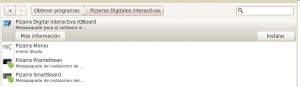 Obtener programas
Pizarras Digitales Interactivas
Pizarra Digital Interactiva IQBoard
Metapaquete para el software d...
Más información
Instalar
Pizarra Mimio
mimio Studio
Pizarra Promethean
Metapaquete de instalacion de ...
Pizarra Smartboard
Metapaquete de instalacion del...